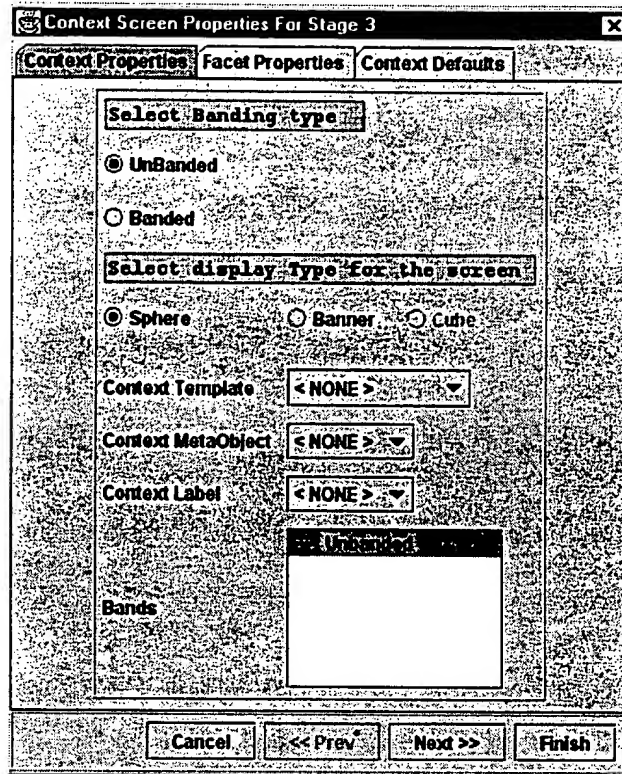 Context Screen Properties For Stage 3
Context Properties Facet Properties Context Defaults
Select Banding type
UnBanded
Banded
Select display Type for the screen
Sphere Banner Cube
Context Template < NONE >
Context MetaObject < NONE >
Context Label < NONE >
Unbanded
Bands
Cancel << Prev Next >> Finish